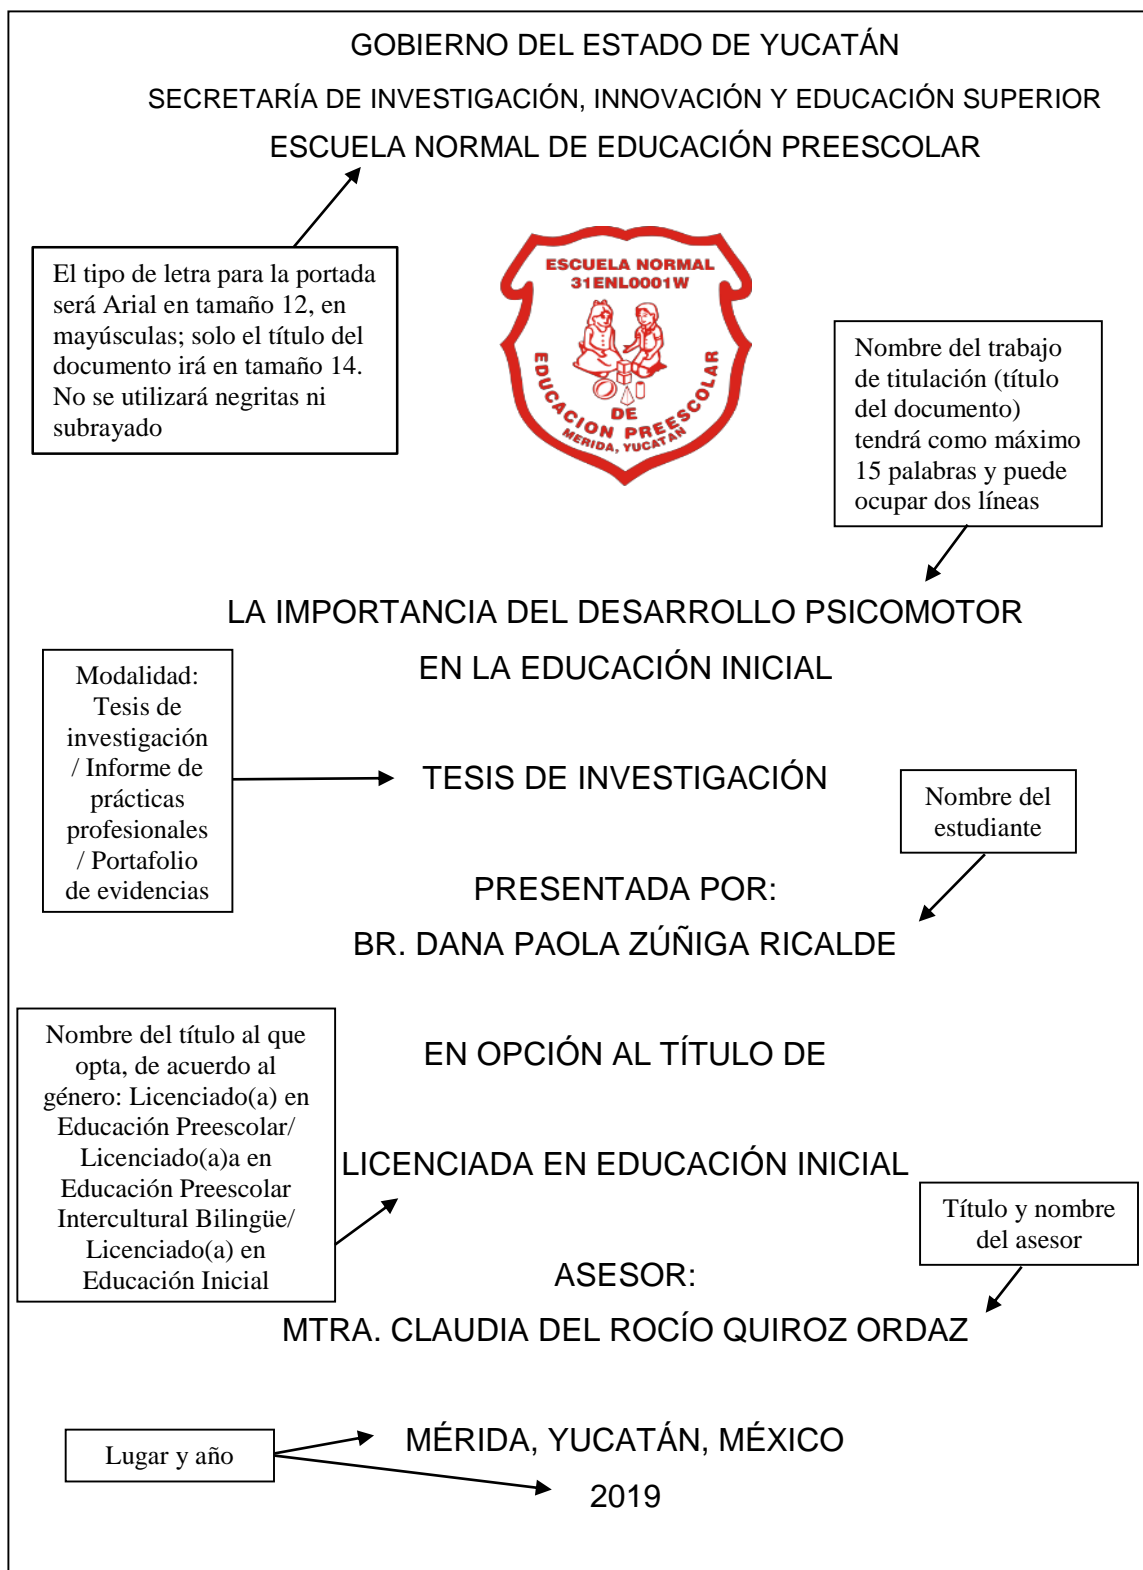 GOBIERNO DEL ESTADO DE YUCATÁN
SECRETARÍA DE INVESTIGACIÓN, INNOVACIÓN Y EDUCACIÓN SUPERIOR
ESCUELA NORMAL DE EDUCACIÓN PREESCOLAR
El tipo de letra para la portada
será Arial en tamaño 12, en
mayúsculas; solo el título del
documento irá en tamaño 14.
No se utilizará negritas ni
subrayado
ESCUELA NORMAL
31ENL0001W
DE
EDUCACION PREESCOLAR
MERIDA, YUCATAN
Nombre del trabajo
de titulación (título
del documento)
tendrá como máximo
15 palabras y puede
ocupar dos líneas
LA IMPORTANCIA DEL DESARROLLO PSICOMOTOR
EN LA EDUCACIÓN INICIAL
Modalidad:
Tesis de
investigación
/ Informe de
prácticas
profesionales
/ Portafolio
de evidencias
TESIS DE INVESTIGACIÓN
Nombre del
estudiante
PRESENTADA POR:
BR. DANA PAOLA ZÚÑIGA RICALDE
Nombre del título al que
opta, de acuerdo al
género: Licenciado(a) en
Educación Preescolar/
Licenciado(a)a en
Educación Preescolar
Intercultural Bilingüe/
Licenciado(a) en
Educación Inicial
EN OPCIÓN AL TÍTULO DE
LICENCIADA EN EDUCACIÓN INICIAL
Título y nombre
del asesor
ASESOR:
MTRA. CLAUDIA DEL ROCÍO QUIROZ ORDAZ
Lugar y año
MÉRIDA, YUCATÁN, MÉXICO
2019